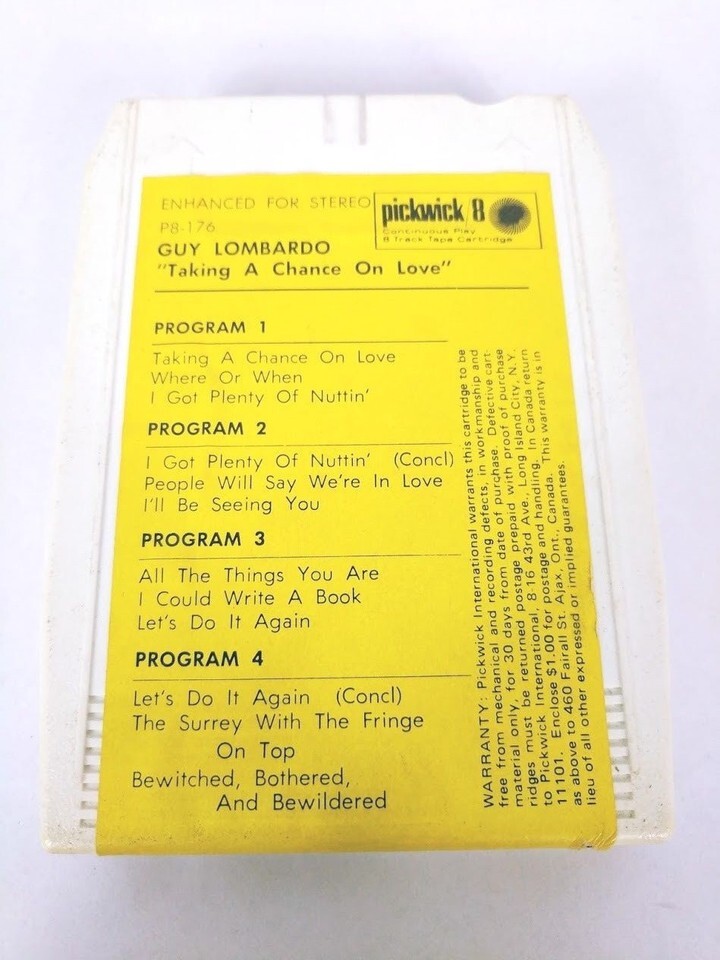 ENHANCED FOR STEREO
P8-176
pickwick/8
Continuous Play
8 Track Tape Cartridge
GUY LOMBARDO
"Taking A Chance On Love"
PROGRAM 1
Taking A Chance On Love
Where Or When
I Got Plenty Of Nuttin'
PROGRAM 2
I Got Plenty Of Nuttin' (Concl)
People Will Say We're In Love
I'll Be Seeing You
PROGRAM 3
All The Things You Are
I Could Write A Book
Let's Do It Again
PROGRAM 4
Let's Do It Again (Concl)
The Surrey With The Fringe
On Top
Bewitched, Bothered,
And Bewildered
WARRANTY: Pickwick International warrants this cartridge to be
free from mechanical and recording defects, in workmanship and
material only, for 30 days from date of purchase. Defective cart-
ridges must be returned postage prepaid with proof of purchase
to Pickwick International, 8-16 43rd Ave., Long Island City, N.Y.
11101. Enclose $1.00 for postage and handling. In Canada return
as above to 460 Fairall St. Ajax, Ont., Canada. This warranty is in
lieu of all other expressed or implied guarantees.